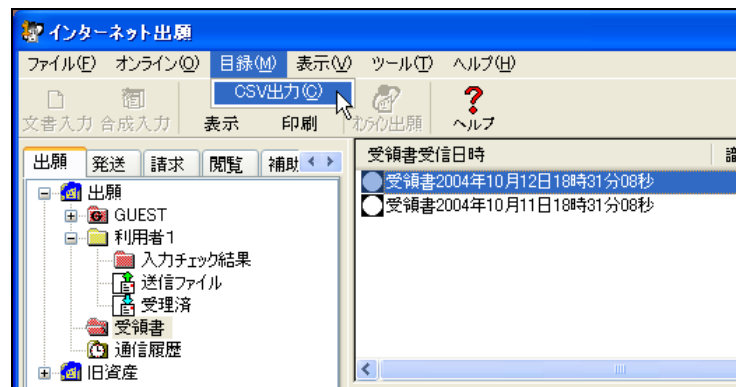 インターネット出願
ファイル(F) オンライン(O) 目録(M) 表示(V) ツール(T) ヘルプ(H)
CSV出力(C)
文書入力 合成入力 表示 印刷 オンライン出願 ヘルプ
出願 発送 請求 閲覧 補助
受領書受信日時
出願
GUEST
利用者1
入力チェック結果
送信ファイル
受理済
受領書
通信履歴
旧資産
受領書2004年10月12日18時31分08秒
受領書2004年10月11日18時31分08秒